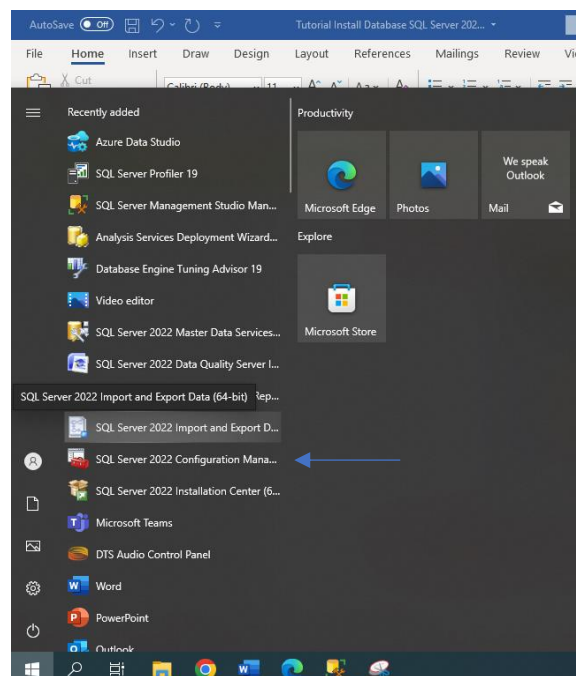 AutoSave Off Tutorial Install Database SQL Server 202...
File Home Insert Draw Design Layout References Mailings Review
Cut
11
Recently added
Productivity
Azure Data Studio
SQL Server Profiler 19
We speak
Outlook
SQL Server Management Studio Man...
Microsoft Edge Photos Mail
Analysis Services Deployment Wizard...
Explore
Database Engine Tuning Advisor 19
Video editor
SQL Server 2022 Master Data Services...
Microsoft Store
SQL Server 2022 Data Quality Server I...
SQL Server 2022 Import and Export Data (64-bit) Rep...
SQL Server 2022 Import and Export D...
SQL Server 2022 Configuration Mana...
SQL Server 2022 Installation Center (6...
Microsoft Teams
DTS Audio Control Panel
Word
PowerPoint
Outlook